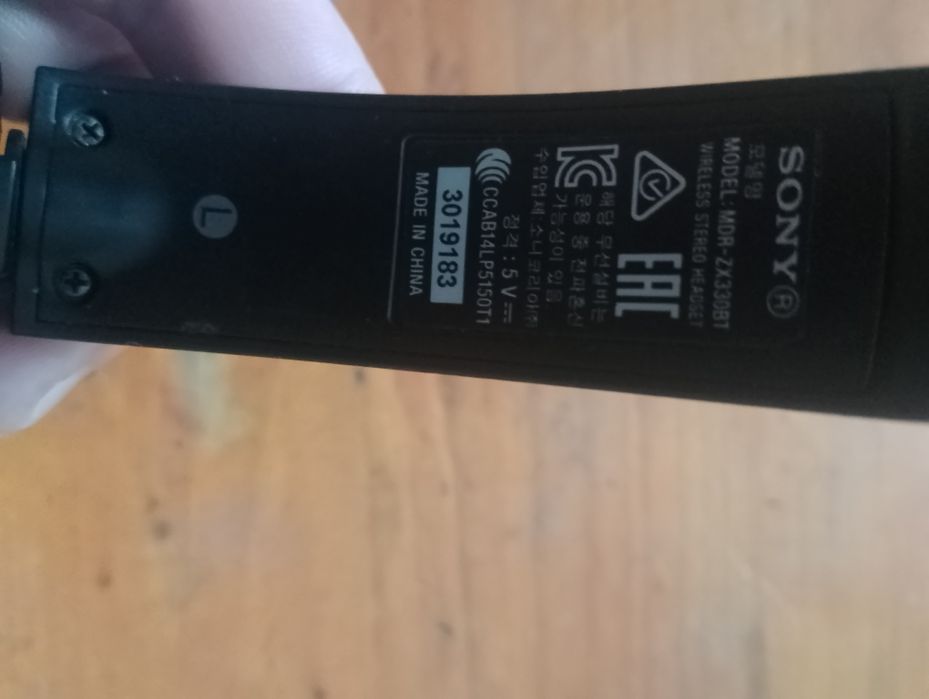 SONY®
모델명
MODEL: MDR-ZX330BT
WIRELESS STEREO HEADSET
EAC
해당 무선설비는
운용 중 전파혼신
가능성이 있음
수입업체:소니코리아㈜
정격 : 5 V
CCAB14LP5150T1
3019183
MADE IN CHINA
L